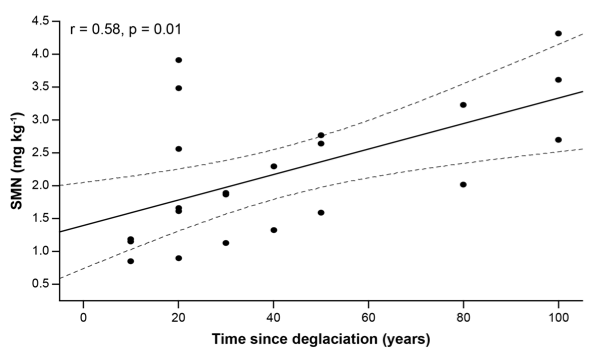 r = 0.58, p = 0.01
4.5
4.0
3.5
3.0
2.5
2.0
1.5
1.0
0.5
SMN (mg kg⁻¹)
0 20 40 60 80 100
Time since deglaciation (years)